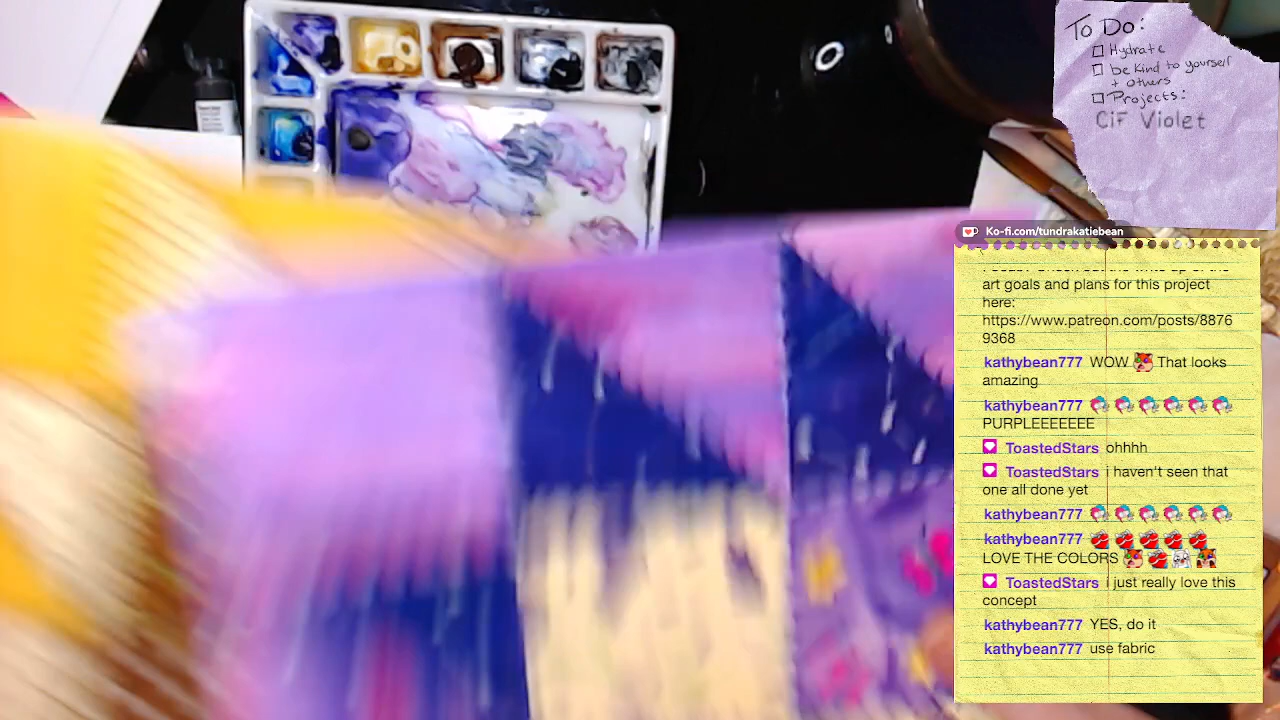 To Do:
Hydrate
be kind to yourself
+ others
Projects:
CiF Violet
Ko-fi.com/tundrakatiebean
art goals and plans for this project
here:
https://www.patreon.com/posts/8876
9368
kathybean777 WOW That looks
amazing
kathybean777
PURPLEEEEEEE
ToastedStars ohhhh
ToastedStars i haven't seen that
one all done yet
kathybean777
kathybean777
LOVE THE COLORS
ToastedStars i just really love this
concept
kathybean777 YES, do it
kathybean777 use fabric